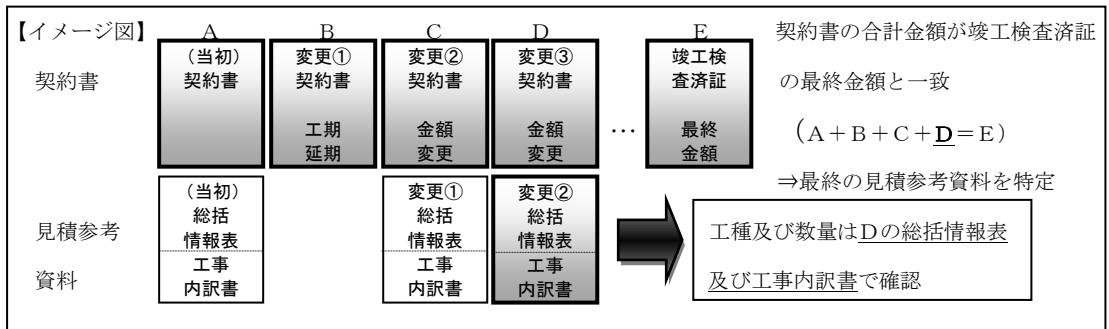 【イメージ図】 A B C D E
契約書
(当初)
契約書
変更①
契約書
工期
延期
変更②
契約書
金額
変更
変更③
契約書
金額
変更
…
竣工検
査済証
最終
金額
契約書の合計金額が竣工検査済証
の最終金額と一致
(A+B+C+D=E)
⇒最終の見積参考資料を特定
見積参考
資料
(当初)
総括
情報表
工事
内訳書
変更①
総括
情報表
工事
内訳書
変更②
総括
情報表
工事
内訳書
工種及び数量はDの総括情報表
及び工事内訳書で確認